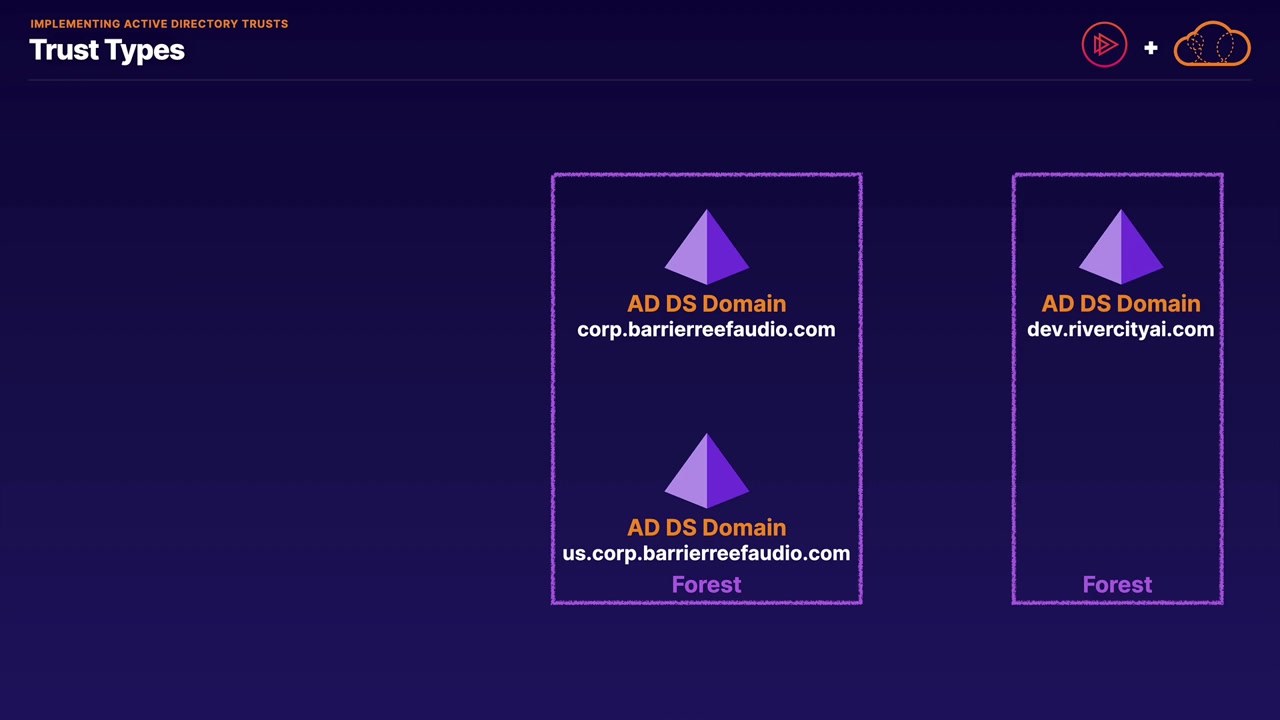 IMPLEMENTING ACTIVE DIRECTORY TRUSTS
Trust Types
+
AD DS Domain
corp.barrierreefaudio.com
AD DS Domain
us.corp.barrierreefaudio.com
Forest
AD DS Domain
dev.rivercityai.com
Forest